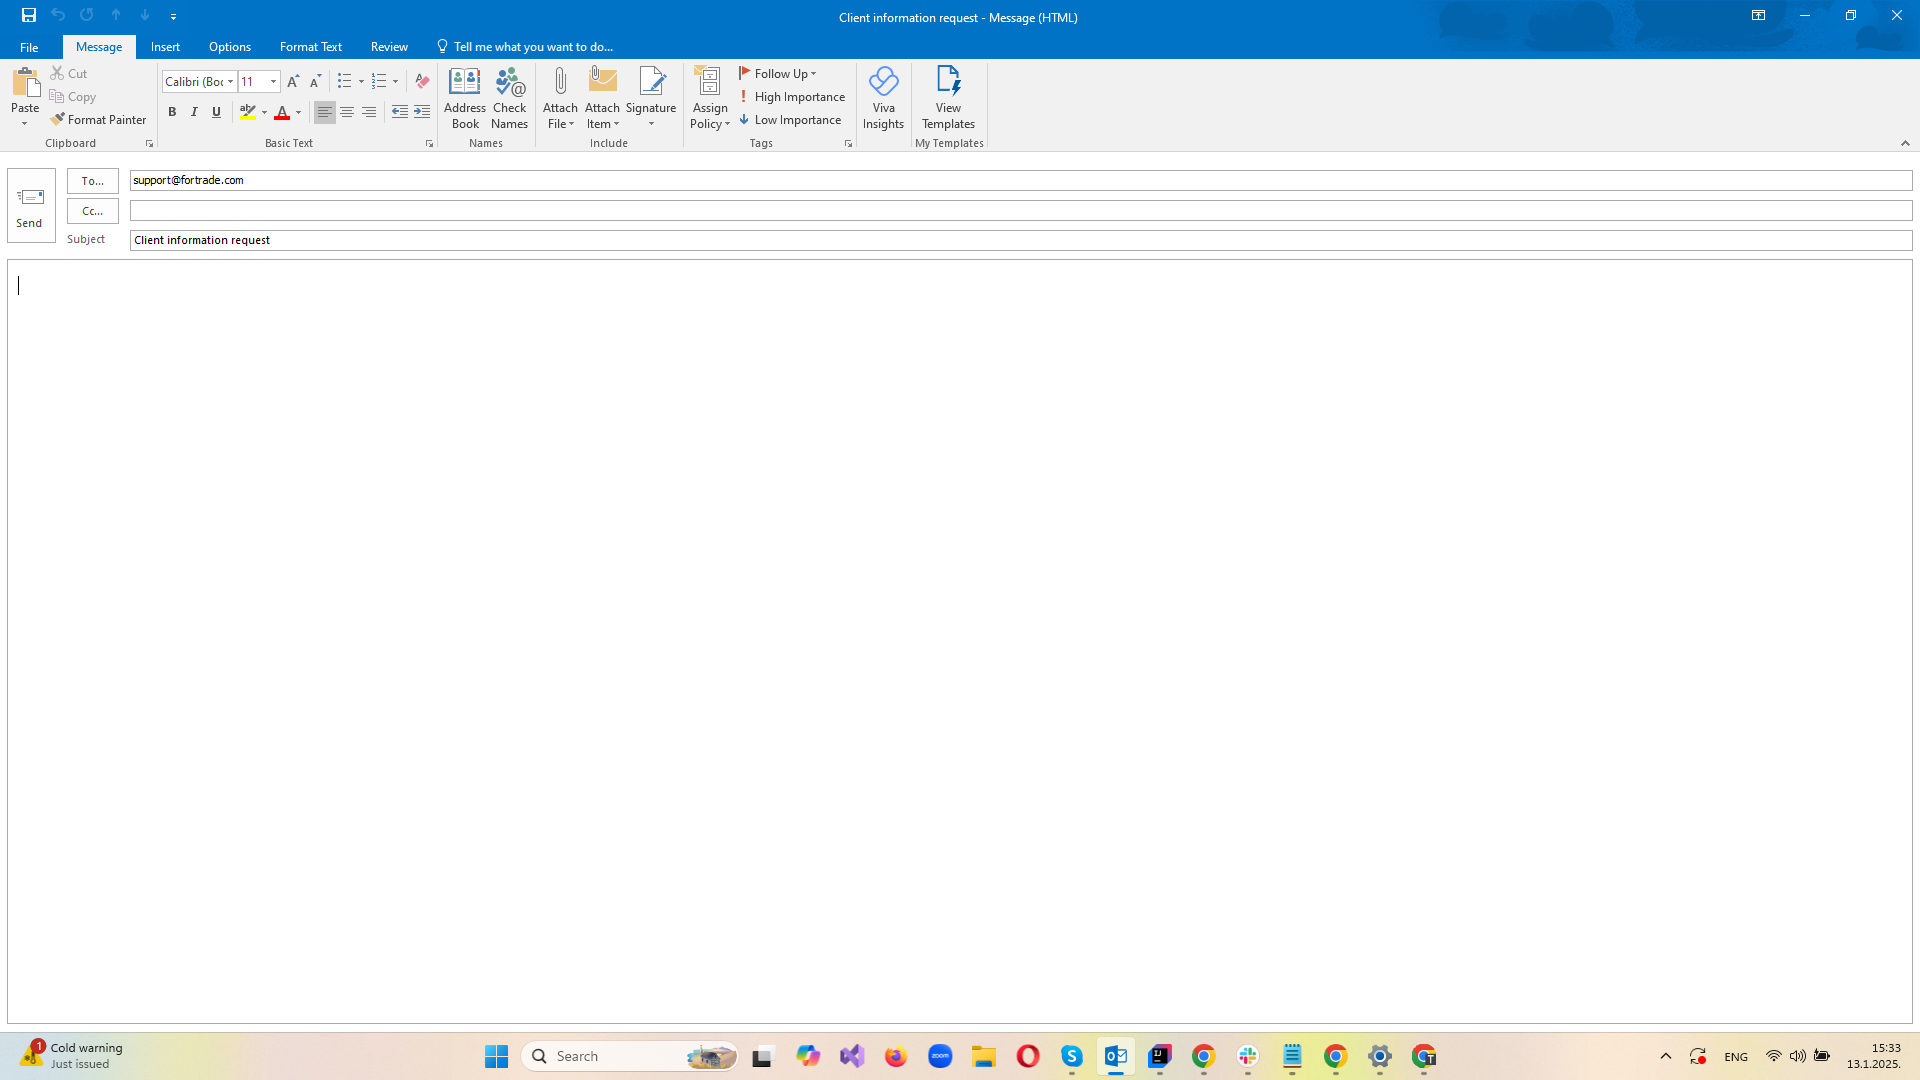 Client information request - Message (HTML)
File Message Insert Options Format Text Review Tell me what you want to do...
Paste
Cut
Copy
Format Painter
Clipboard
Calibri (Boc 11
B I U
Basic Text
Address Book
Check Names
Names
Attach File
Attach Item
Signature
Include
Assign Policy
Follow Up
High Importance
Low Importance
Tags
Viva Insights
View Templates
My Templates
Send
To... support@fortrade.com
Cc...
Subject Client information request
1
Cold warning
Just issued
Search
zoom
ENG
15:33
13.1.2025.